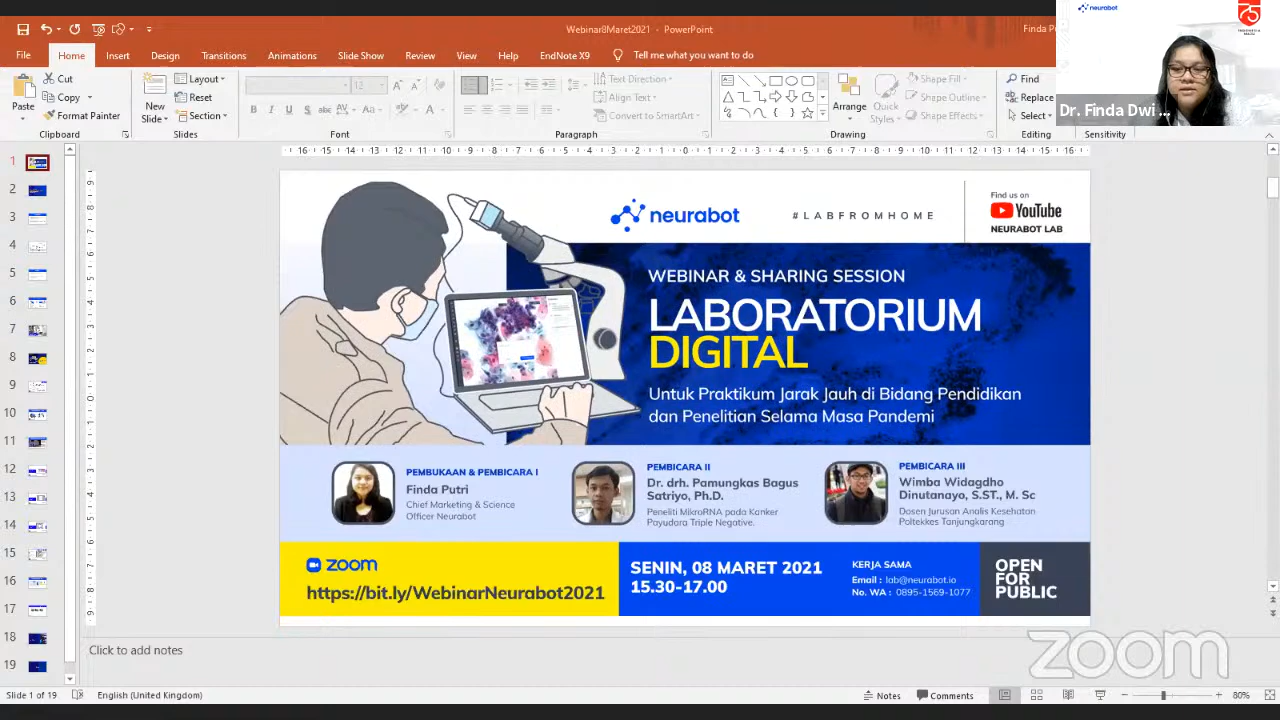 Webinar8Maret2021 - PowerPoint
neurabot
File Home Insert Design Transitions Animations Slide Show Review View Help EndNote X9 Tell me what you want to do
Dr. Finda Dwi ...
Paste
Cut
Copy
Format Painter
Clipboard
New Slide
Layout
Reset
Section
Slides
12
Font
Text Direction
Align Text
Convert to SmartArt
Paragraph
Arrange
Quick Styles
Shape Fill
Shape Outline
Shape Effects
Drawing
Find
Replace
Select
Editing
Sensitivity
neurabot
#LABFROMHOME
Find us on
YouTube
NEURABOT LAB
WEBINAR & SHARING SESSION
LABORATORIUM
DIGITAL
Untuk Praktikum Jarak Jauh di Bidang Pendidikan
dan Penelitian Selama Masa Pandemi
PEMBUKAAN & PEMBICARA I
Finda Putri
Chief Marketing & Science
Officer Neurabot
PEMBICARA II
Dr. drh. Pamungkas Bagus
Satriyo, Ph.D.
Peneliti MikroRNA pada Kanker
Payudara Triple Negative.
PEMBICARA III
Wimba Widagdho
Dinutanayo, S.ST., M. Sc
Dosen Jurusan Analis Kesehatan
Poltekkes Tanjungkarang
zoom
https://bit.ly/WebinarNeurabot2021
SENIN, 08 MARET 2021
15.30-17.00
KERJA SAMA
Email : lab@neurabot.io
No. WA : 0895-1569-1077
OPEN
FOR
PUBLIC
Click to add notes
zoom
Slide 1 of 19 English (United Kingdom) Notes Comments 80%